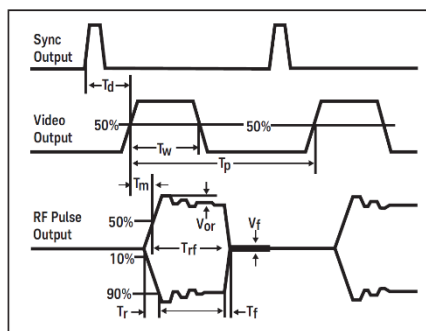 Sync
Output
Td
Video
Output
50%
50%
Tw
Tp
Tm
RF Pulse
Output
50%
Vor
Vf
Trf
10%
90%
Tr
Tf